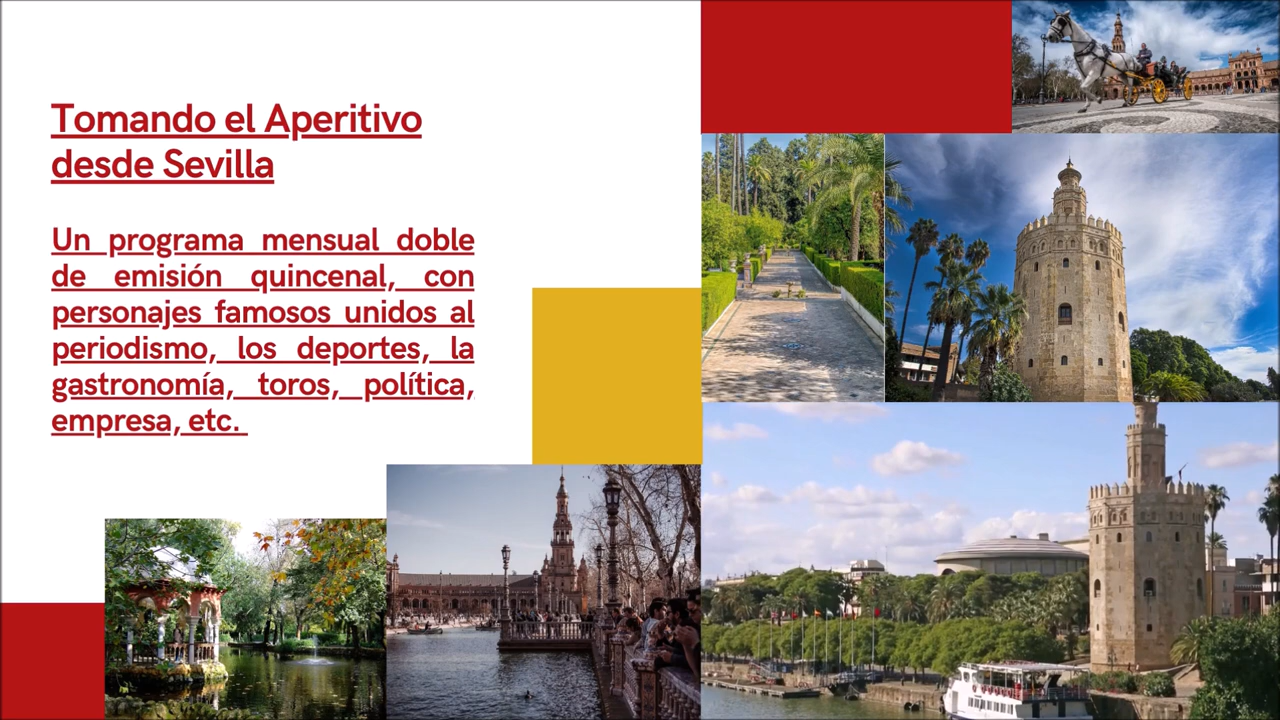 Tomando el Aperitivo
desde Sevilla
Un programa mensual doble
de emisión quincenal, con
personajes famosos unidos al
periodismo, los deportes, la
gastronomía, toros, política,
empresa, etc.